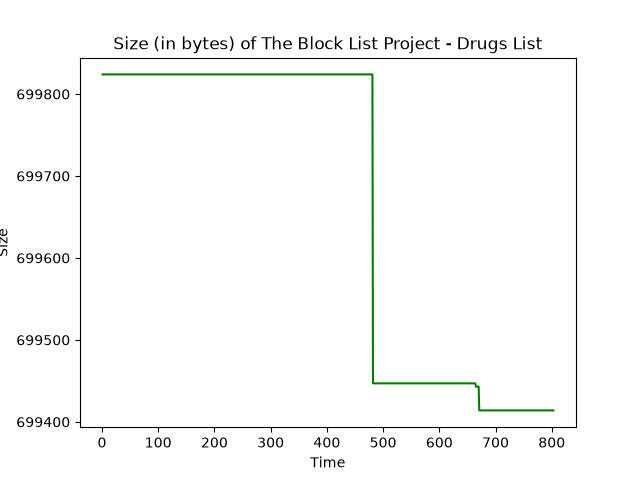 Size (in bytes) of The Block List Project - Drugs List
699800
699700
699600
699500
699400
Size
0 100 200 300 400 500 600 700 800
Time